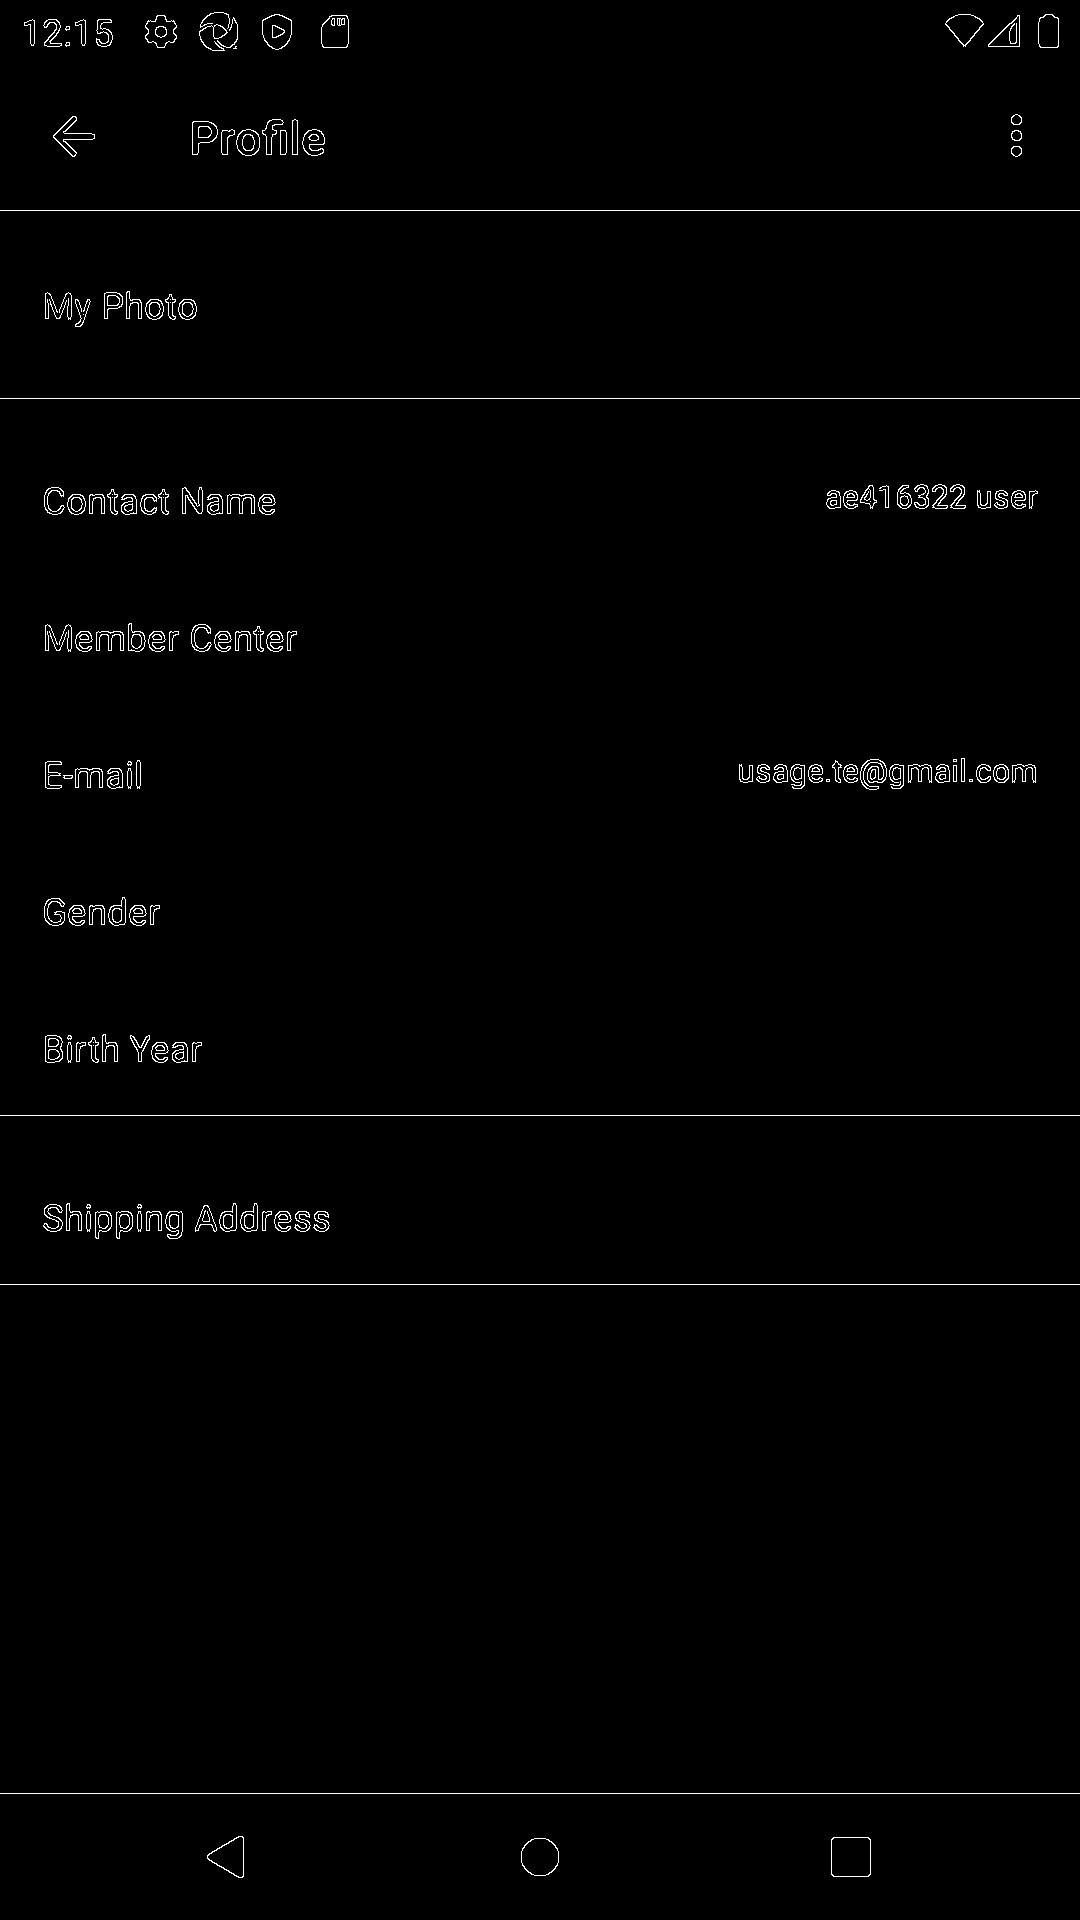 12:15
Profile
My Photo
Contact Name ae416322 user
Member Center
E-mail usage.te@gmail.com
Gender
Birth Year
Shipping Address